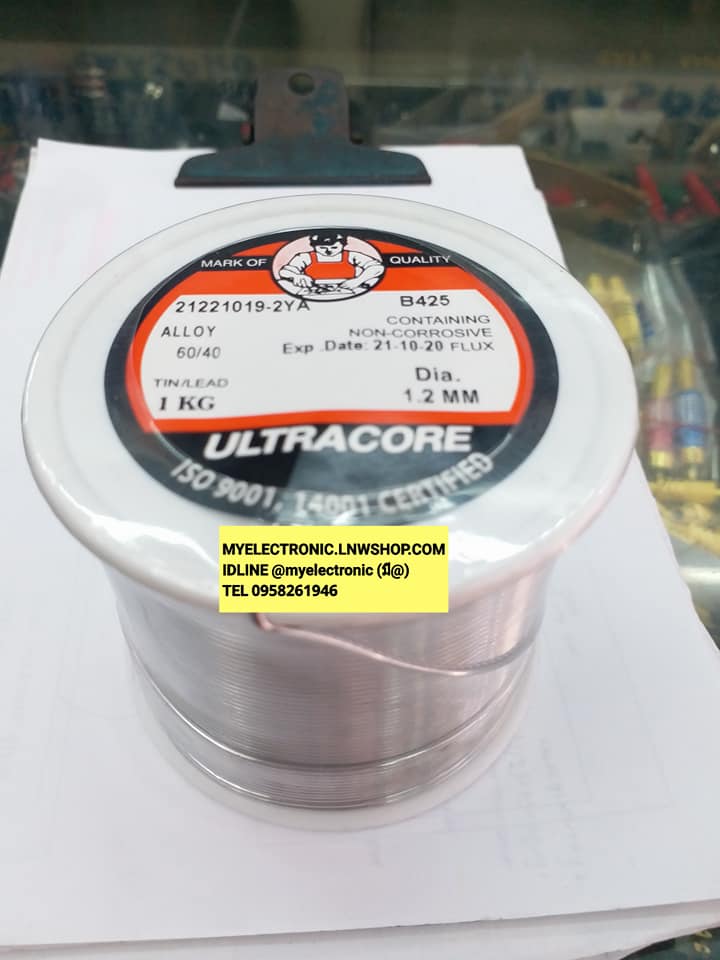 MARK OF QUALITY
21221019-2YA B425
ALLOY CONTAINING
60/40 NON-CORROSIVE
Exp .Date: 21-10-20 FLUX
TIN/LEAD Dia.
1 KG 1.2 MM
ULTRACORE
ISO 9001, 14001 CERTIFIED
MYELECTRONIC.LNWSHOP.COM
IDLINE @myelectronic (มี@)
TEL 0958261946